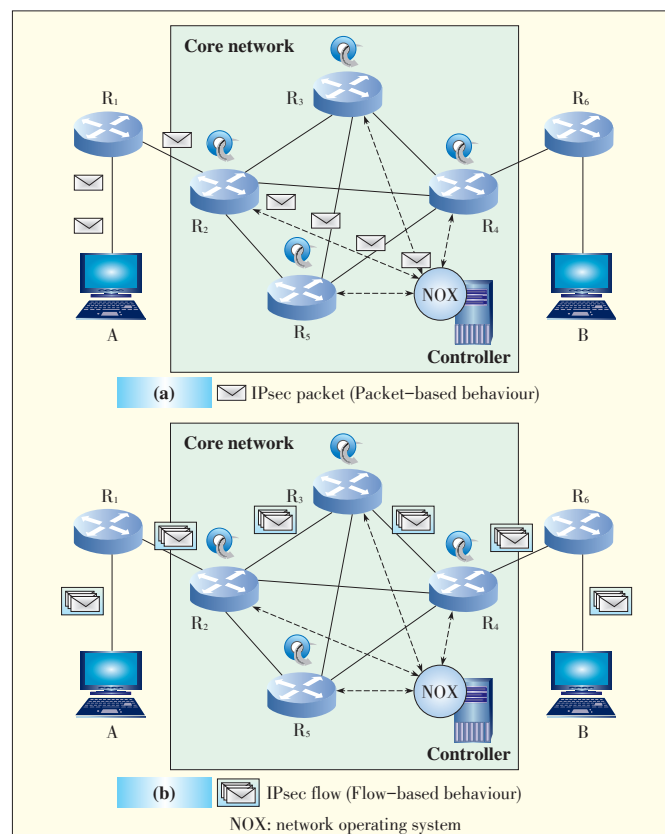 Core network
R₁
R₃
R₆
R₂
R₄
R₅
NOX
A
B
Controller
(a) IPsec packet (Packet-based behaviour)
Core network
R₁
R₃
R₆
R₂
R₄
R₅
NOX
A
B
Controller
(b) IPsec flow (Flow-based behaviour)
NOX: network operating system